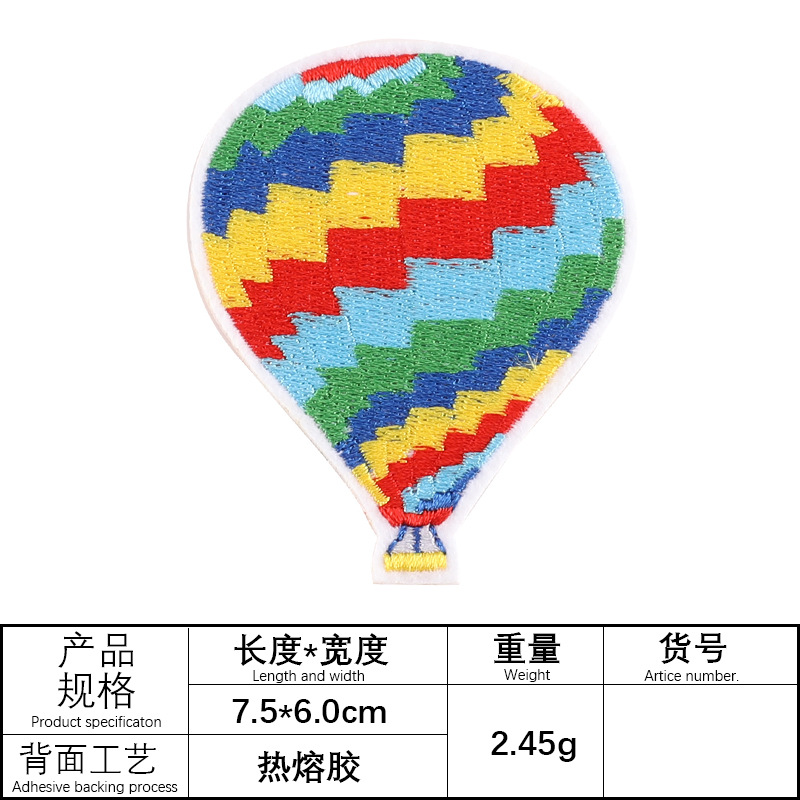 产品
规格
Product specificaton
长度*宽度
Length and width
重量
Weight
货号
Artice number.
7.5*6.0cm
2.45g
背面工艺
Adhesive backing process
热熔胶